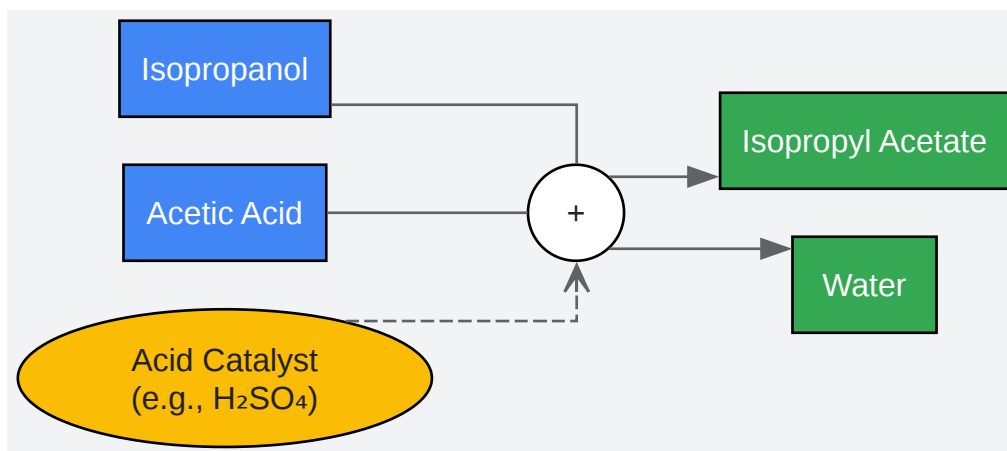 Isopropanol
Acetic Acid
Acid Catalyst
(e.g., H₂SO₄)
+
Isopropyl Acetate
Water